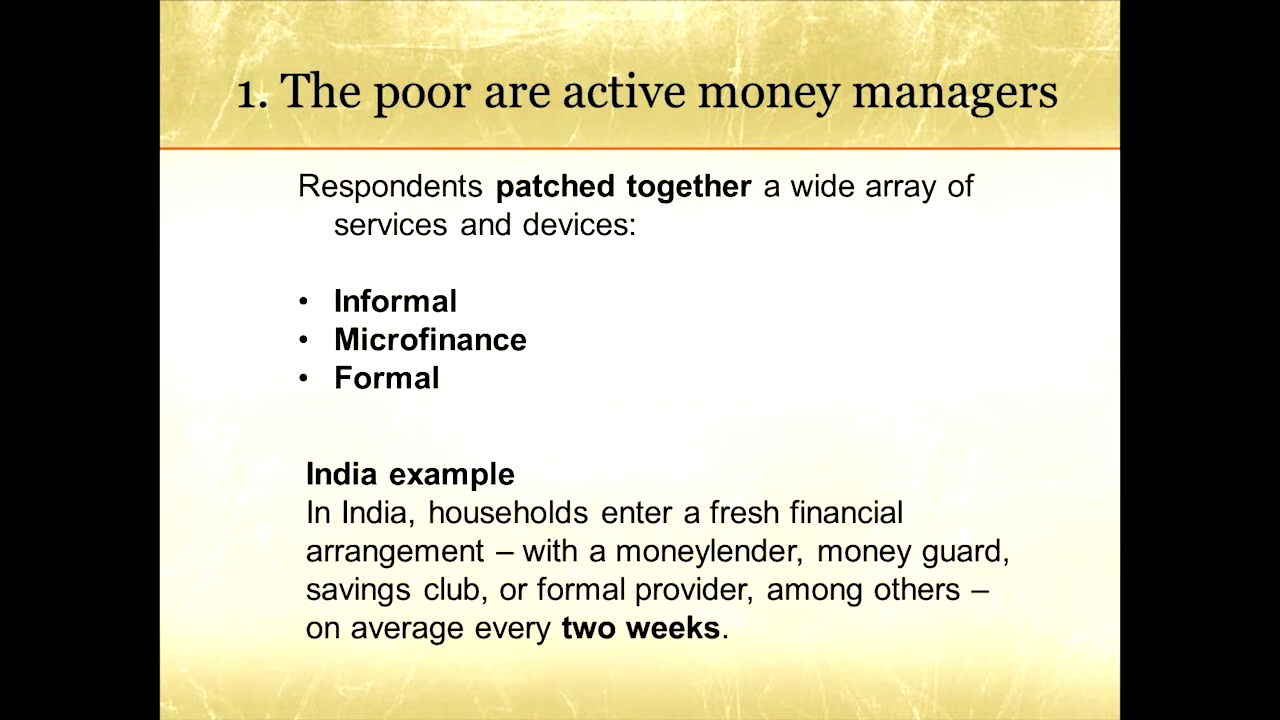 1. The poor are active money managers
Respondents patched together a wide array of
services and devices:
• Informal
• Microfinance
• Formal
India example
In India, households enter a fresh financial
arrangement – with a moneylender, money guard,
savings club, or formal provider, among others –
on average every two weeks.